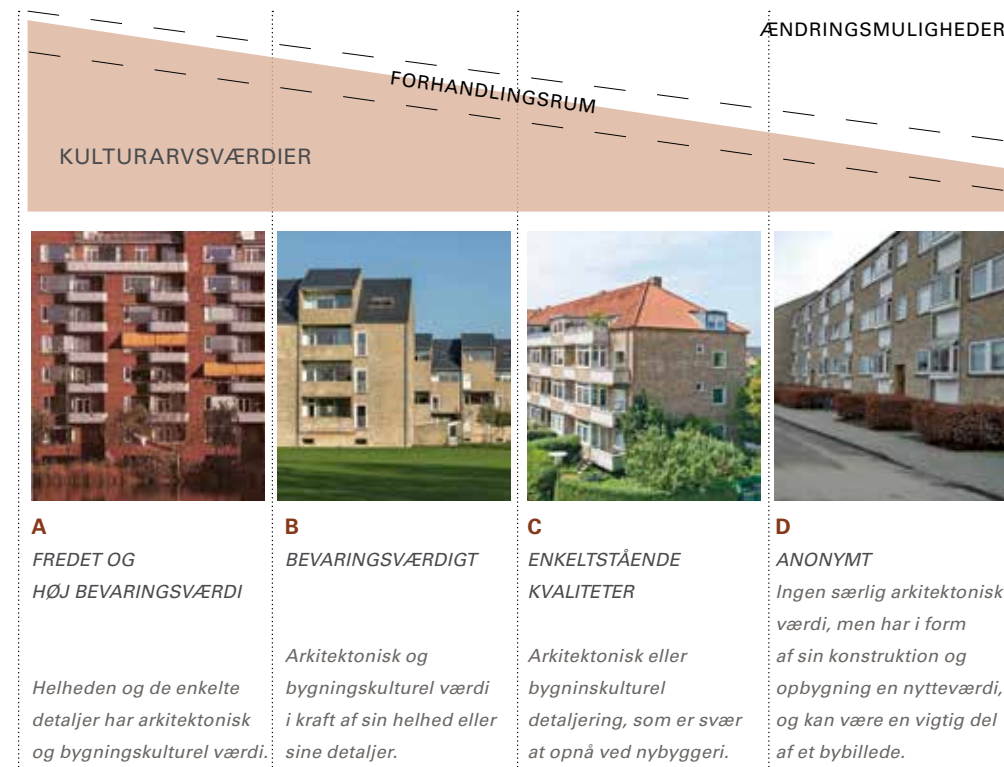 ÆNDRINGSMULIGHEDER
FORHANDLINGSRUM
KULTURARVSVÆRDIER
A
FREDET OG
HØJ BEVARINGSVÆRDI
Helheden og de enkelte
detaljer har arkitektonisk
og bygningskulturel værdi.
B
BEVARINGSVÆRDIGT
Arkitektonisk og
bygningskulturel værdi
i kraft af sin helhed eller
sine detaljer.
C
ENKELTSTÅENDE
KVALITETER
Arkitektonisk eller
bygninskulturel
detaljering, som er svær
at opnå ved nybyggeri.
D
ANONYMT
Ingen særlig arkitektonisk
værdi, men har i form
af sin konstruktion og
opbygning en nytteværdi,
og kan være en vigtig del
af et bybillede.